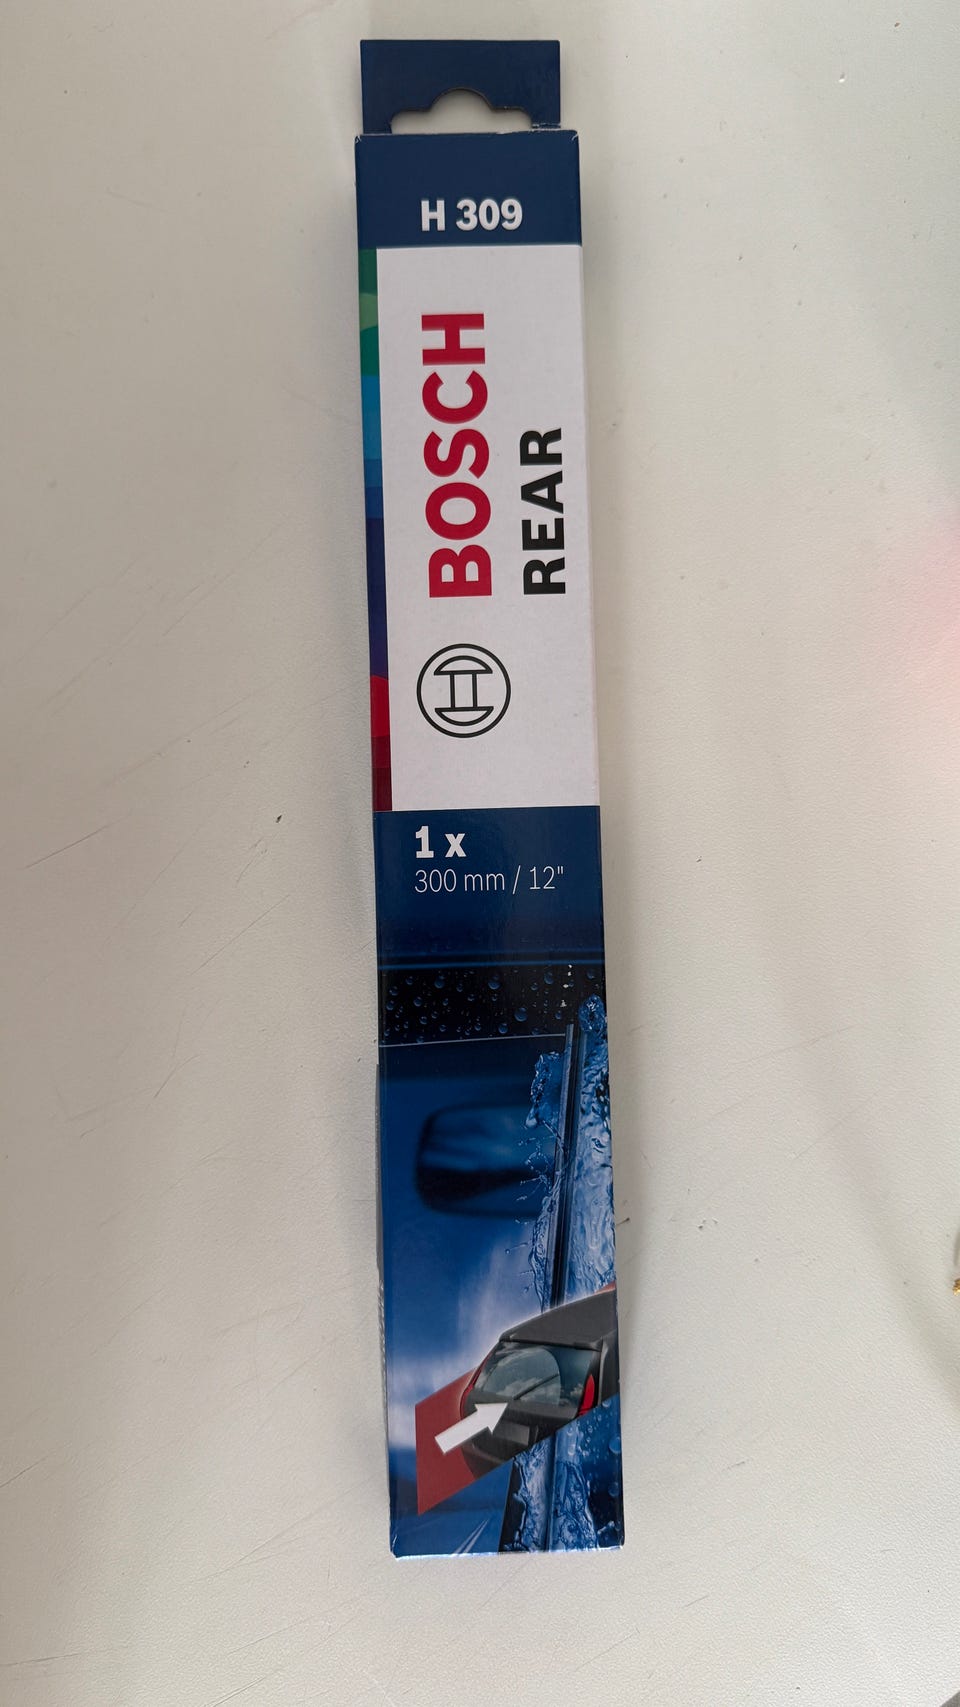 H 309
BOSCH
REAR
1 x
300 mm / 12"